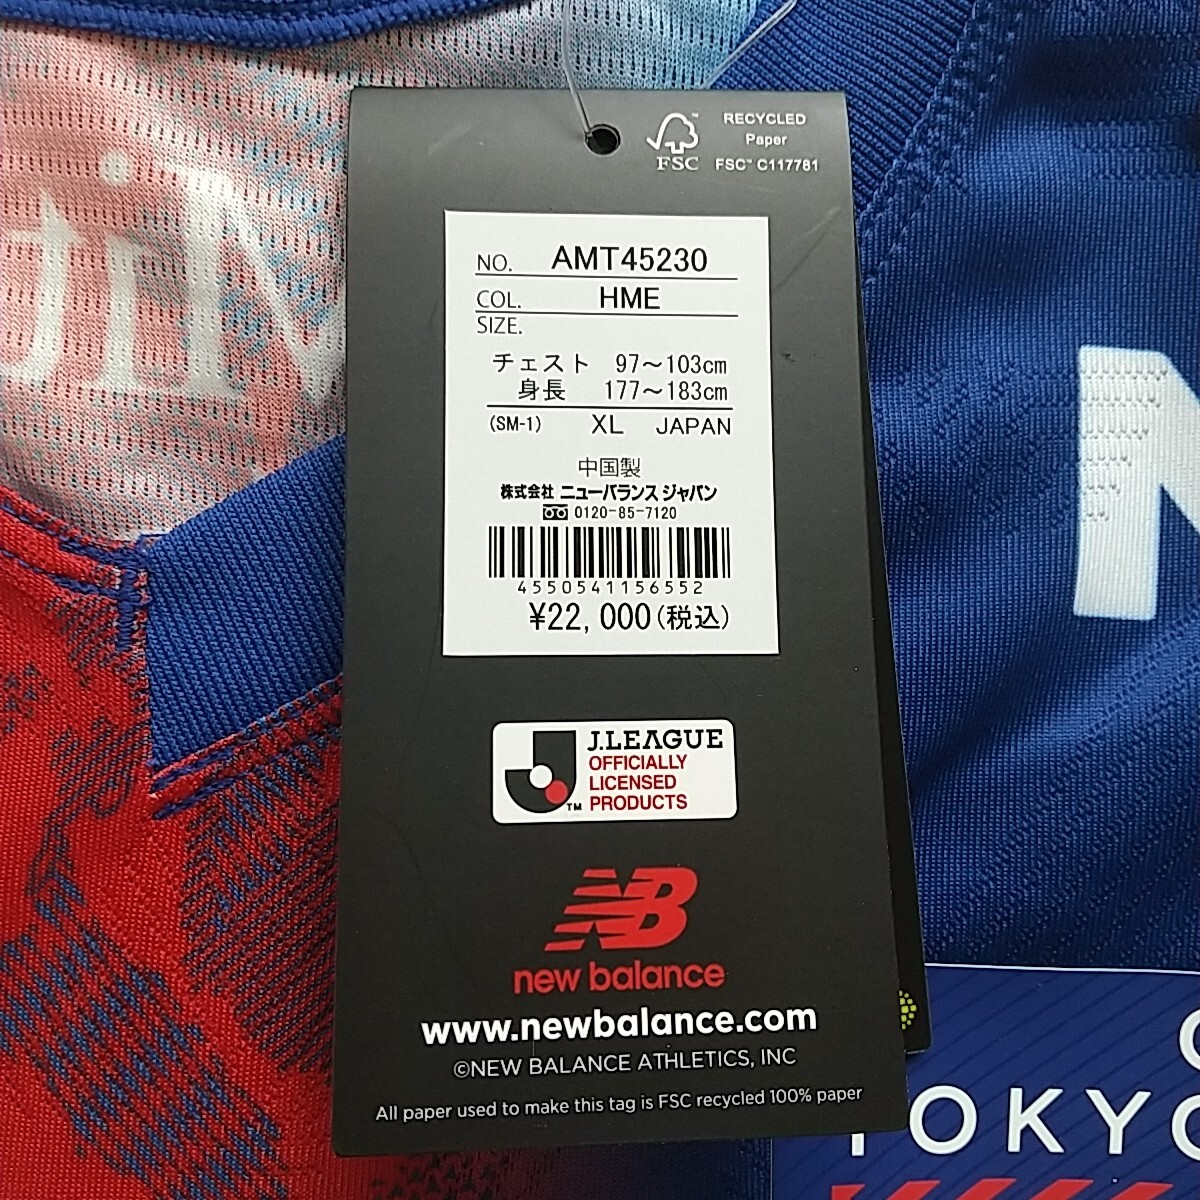 RECYCLED
Paper
FSC™ C117781
FSC
NO. AMT45230
COL. HME
SIZE.
チェスト 97～103cm
身長 177～183cm
(SM-1) XL JAPAN
中国製
株式会社 ニューバランス ジャパン
0120-85-7120
4550541156552
¥22,000(税込)
J.LEAGUE
OFFICIALLY
LICENSED
PRODUCTS
TM
NB
new balance
www.newbalance.com
©NEW BALANCE ATHLETICS, INC
All paper used to make this tag is FSC recycled 100% paper
TOKYO